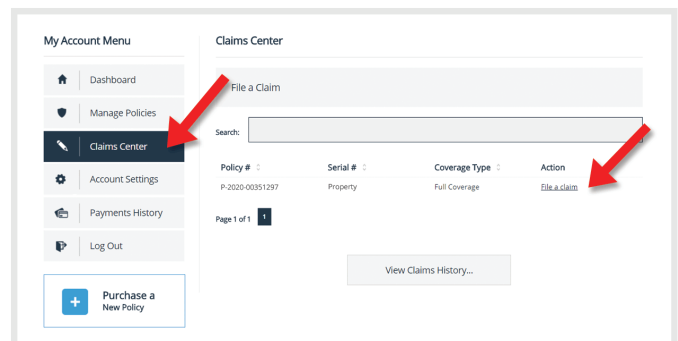 My Account Menu
Dashboard
Manage Policies
Claims Center
Account Settings
Payments History
Log Out
Purchase a
New Policy
Claims Center
File a Claim
Search:
Policy # Serial # Coverage Type Action
P-2020-00351297 Property Full Coverage File a claim
Page 1 of 1 1
View Claims History...